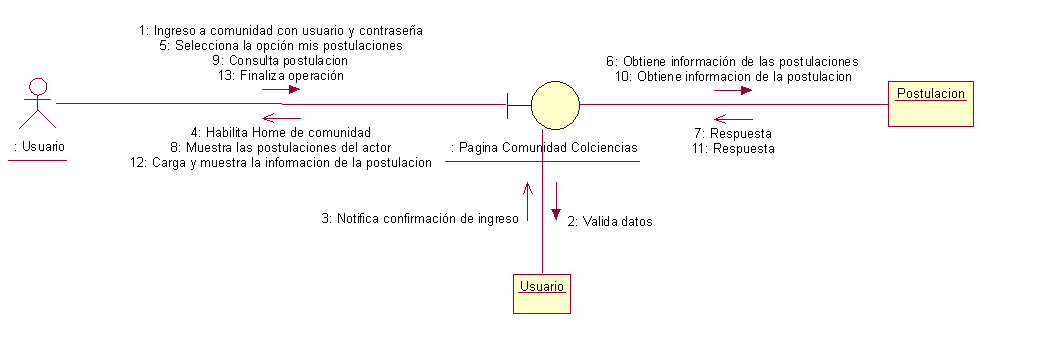 1: Ingreso a comunidad con usuario y contraseña
5: Selecciona la opción mis postulaciones
9: Consulta postulacion
13: Finaliza operación
6: Obtiene información de las postulaciones
10: Obtiene informacion de la postulacion
Postulacion
: Usuario
4: Habilita Home de comunidad
8: Muestra las postulaciones del actor
12: Carga y muestra la informacion de la postulacion
: Pagina Comunidad Colciencias
7: Respuesta
11: Respuesta
3: Notifica confirmación de ingreso
2: Valida datos
Usuario